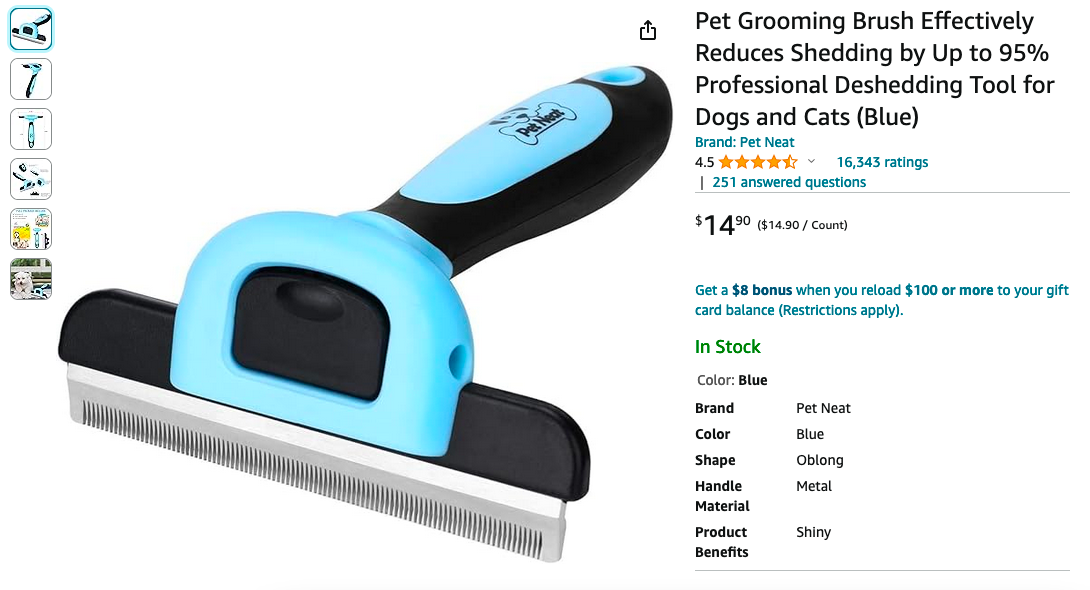 Pet Neat
Pet Grooming Brush Effectively
Reduces Shedding by Up to 95%
Professional Deshedding Tool for
Dogs and Cats (Blue)
Brand: Pet Neat
4.5 16,343 ratings
| 251 answered questions
$14 90 ($14.90 / Count)
Get a $8 bonus when you reload $100 or more to your gift
card balance (Restrictions apply).
In Stock
Color: Blue
Brand Pet Neat
Color Blue
Shape Oblong
Handle Metal
Material
Product Shiny
Benefits